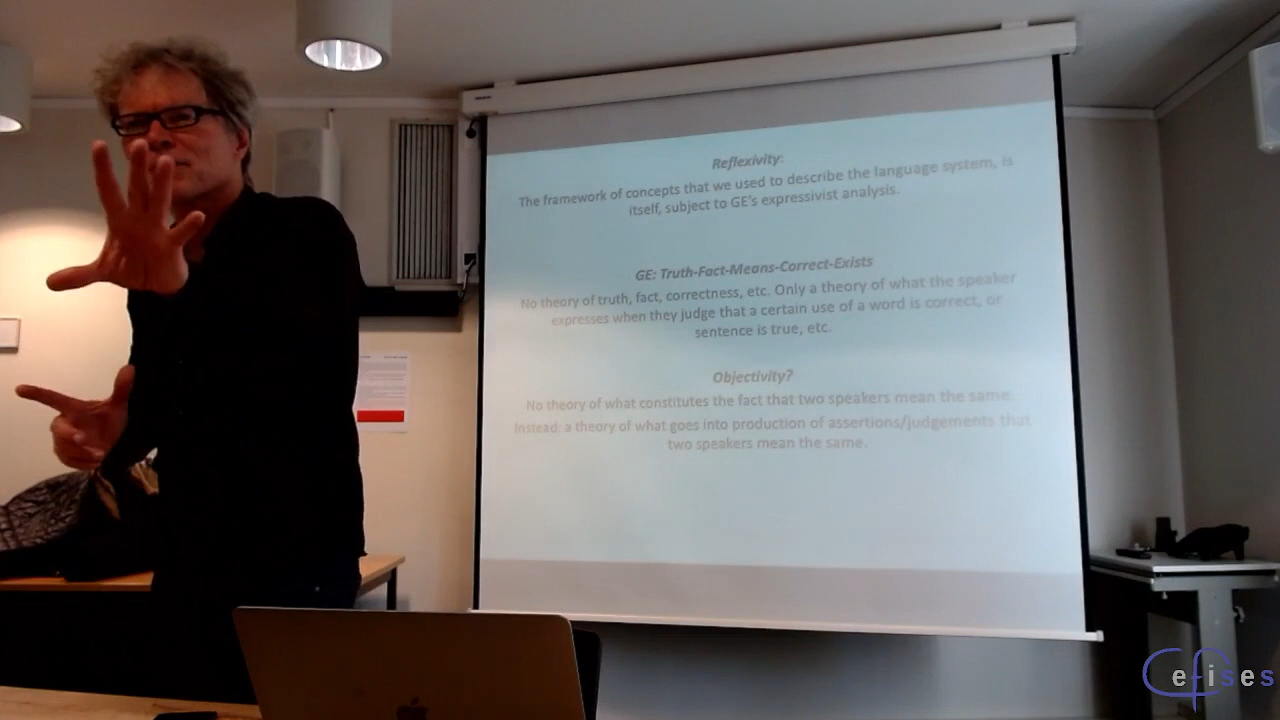 Reflexivity:
The framework of concepts that we used to describe the language system, is
itself, subject to GE's expressivist analysis.
GE: Truth-Fact-Means-Correct-Exists
No theory of truth, fact, correctness, etc. Only a theory of what the speaker
expresses when they judge that a certain use of a word is correct, or
sentence is true, etc.
Objectivity?
No theory of what constitutes the fact that two speakers mean the same.
Instead: a theory of what goes into production of assertions/judgements that
two speakers mean the same.
Cefises